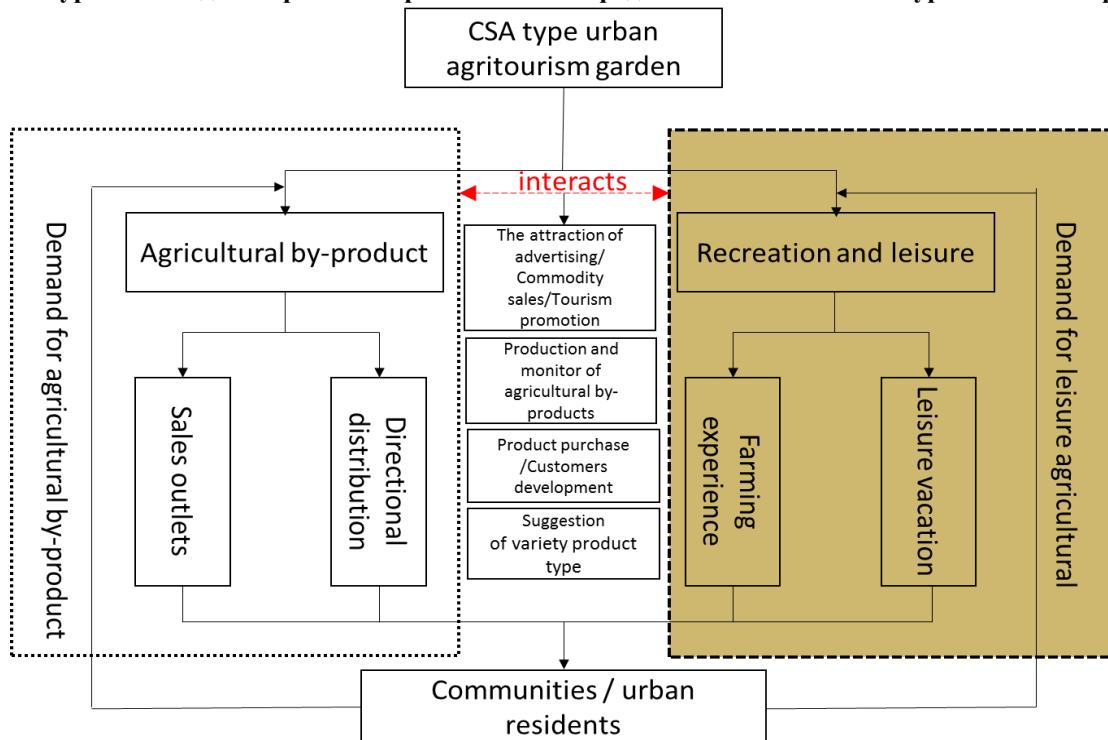 CSA type urban
agritourism garden
interacts
Demand for agricultural by-product
Agricultural by-product
The attraction of
advertising/
Commodity
sales/Tourism
promotion
Recreation and leisure
Demand for leisure agricultural
Production and
monitor of
agricultural by-
products
Sales outlets
Directional
distribution
Product purchase
/Customers
development
Farming
experience
Leisure vacation
Suggestion
of variety product
type
Communities / urban
residents